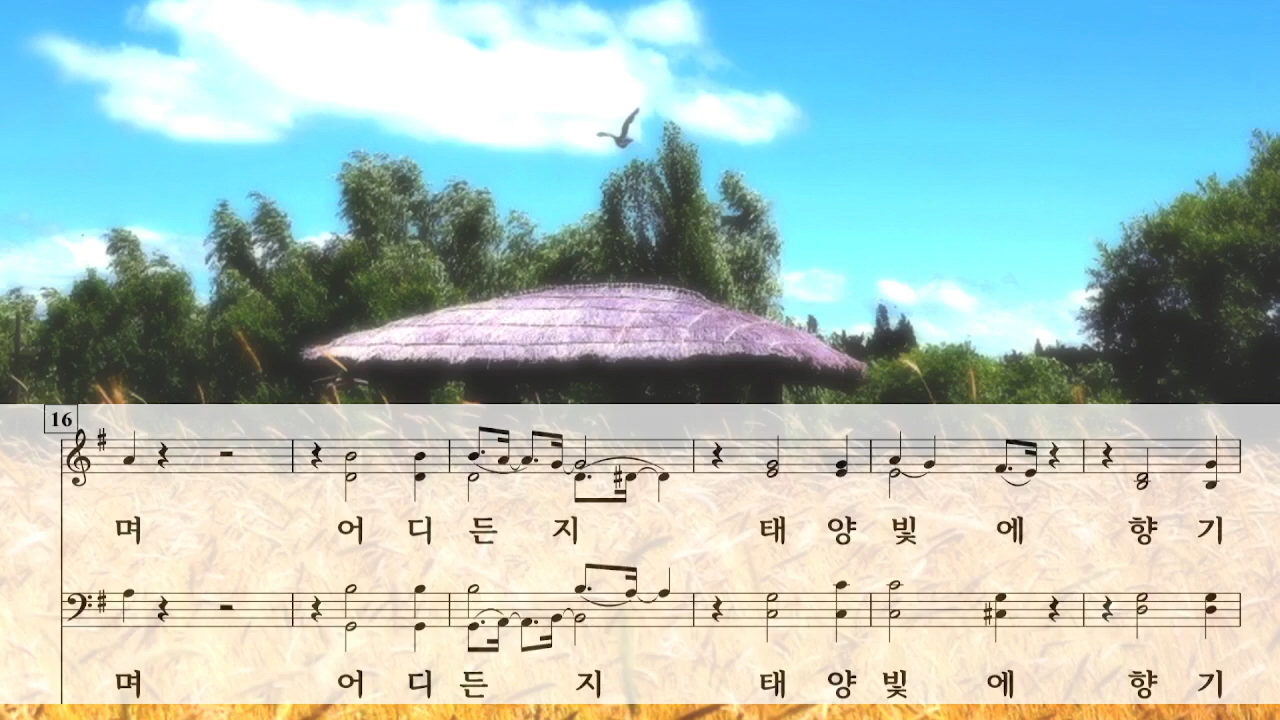 16
며 어 디 든 지 태 양 빛 에 향 기
며 어 디 든 지 태 양 빛 에 향 기